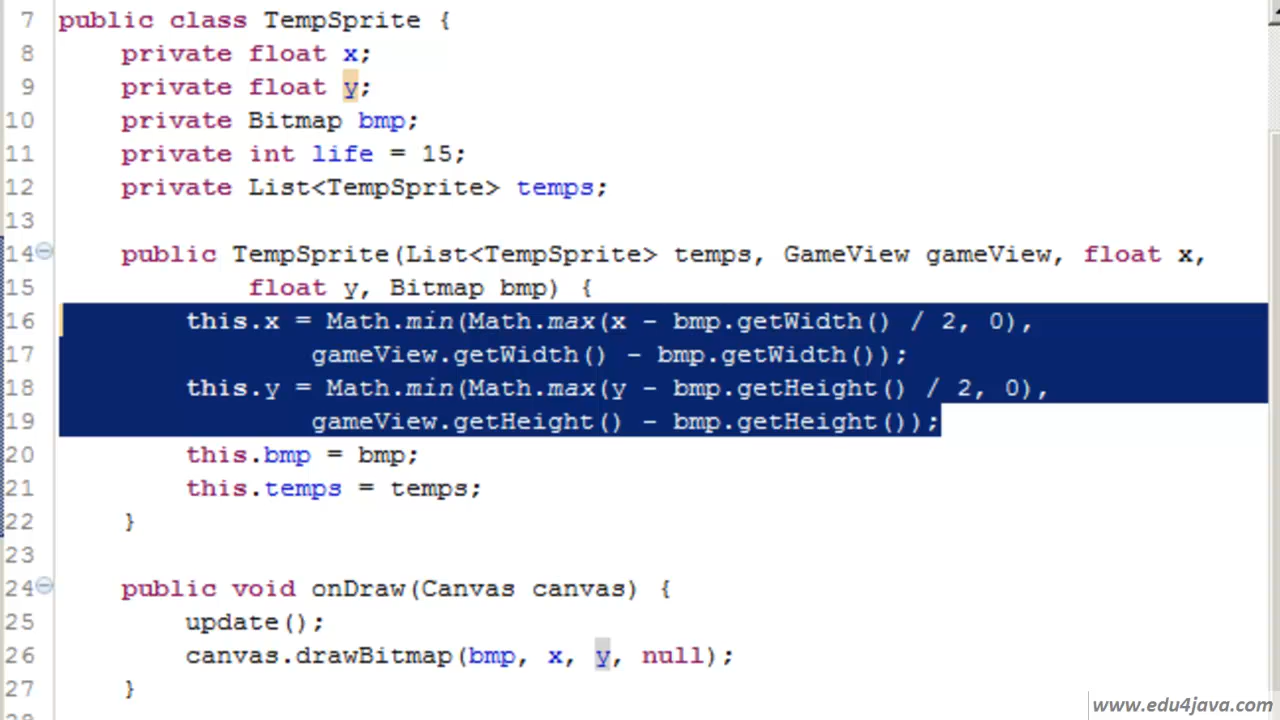 7 public class TempSprite {
8 private float x;
9 private float y;
10 private Bitmap bmp;
11 private int life = 15;
12 private List<TempSprite> temps;
13
14 public TempSprite(List<TempSprite> temps, GameView gameView, float x,
15 float y, Bitmap bmp) {
16 this.x = Math.min(Math.max(x - bmp.getWidth() / 2, 0),
17 gameView.getWidth() - bmp.getWidth());
18 this.y = Math.min(Math.max(y - bmp.getHeight() / 2, 0),
19 gameView.getHeight() - bmp.getHeight());
20 this.bmp = bmp;
21 this.temps = temps;
22 }
23
24 public void onDraw(Canvas canvas) {
25 update();
26 canvas.drawBitmap(bmp, x, y, null);
27 }
www.edu4java.com